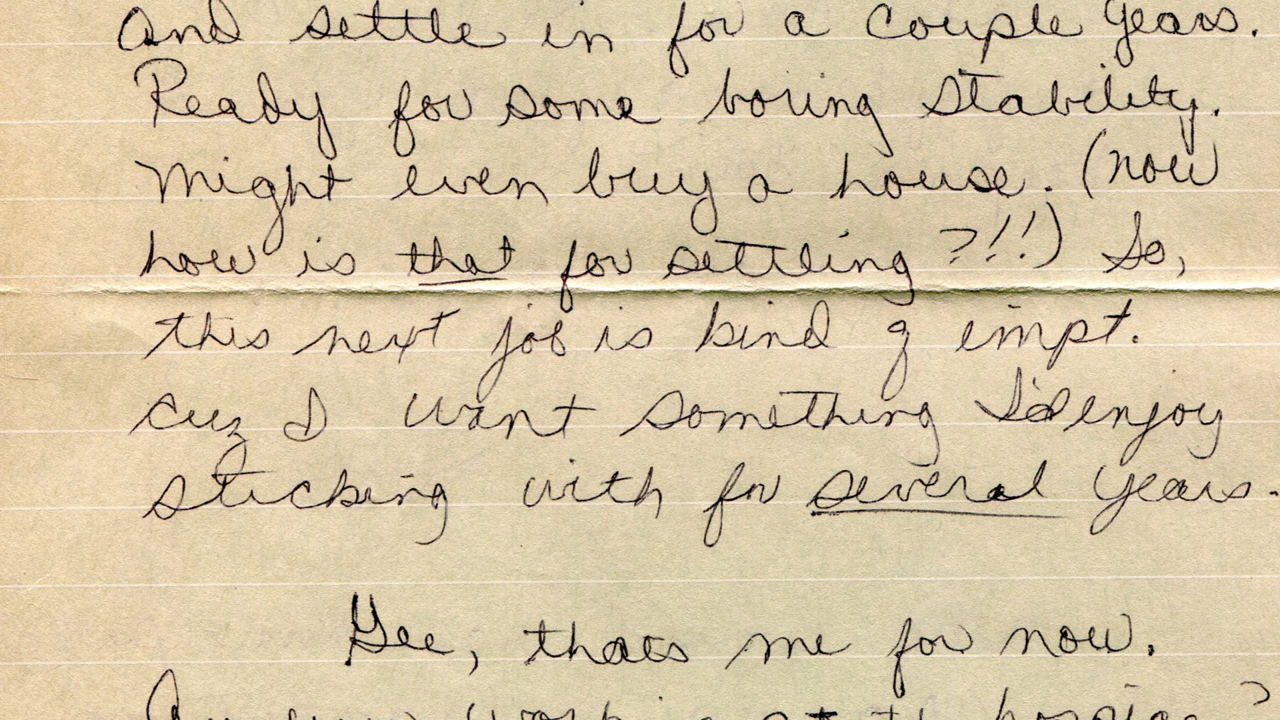 and settle in for a couple years.
Ready for some boring stability.
Might even buy a house. (now
how is that for settling?!!) So,
this next job is kind of impt.
cuz I want something I'd enjoy
sticking with for several years.
Gee, thats me for now.